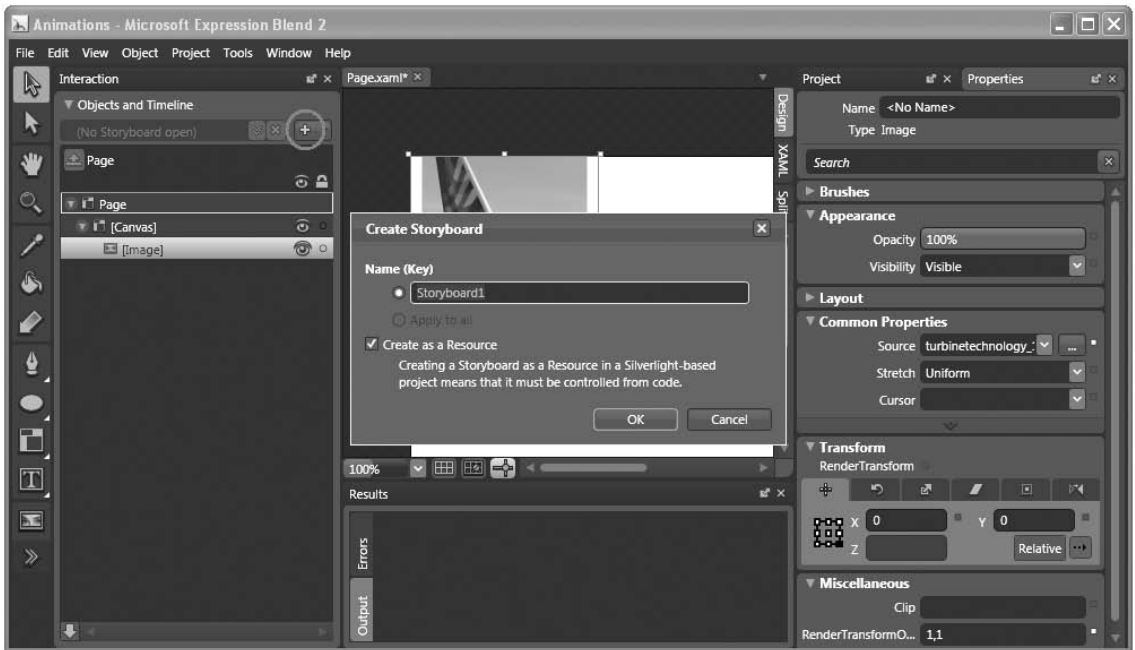 Animations - Microsoft Expression Blend 2
File Edit View Object Project Tools Window Help
Interaction
Objects and Timeline
(No Storyboard open)
Page
Page
[Canvas]
[Image]
Page.xaml*
Design
XAML
Split
Create Storyboard
Name (Key)
Storyboard1
Apply to all
Create as a Resource
Creating a Storyboard as a Resource in a Silverlight-based
project means that it must be controlled from code.
OK Cancel
100%
Results
Errors
Output
Project Properties
Name <No Name>
Type Image
Search
Brushes
Appearance
Opacity 100%
Visibility Visible
Layout
Common Properties
Source turbinetechnology_
Stretch Uniform
Cursor
Transform
RenderTransform
X 0 Y 0
Z Relative
Miscellaneous
Clip
RenderTransformO... 1,1